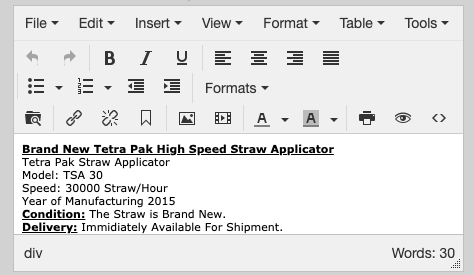 File Edit Insert View Format Table Tools
B I U
Formats
A A
Brand New Tetra Pak High Speed Straw Applicator
Tetra Pak Straw Applicator
Model: TSA 30
Speed: 30000 Straw/Hour
Year of Manufacturing 2015
Condition: The Straw is Brand New.
Delivery: Immidiately Available For Shipment.
div Words: 30